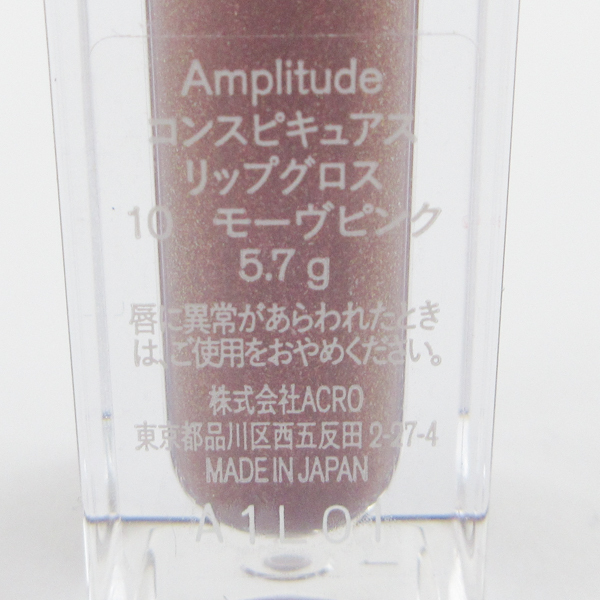 Amplitude
コンスピキュアス
リップグロス
10 モーヴピンク
5.7 g
唇に異常があらわれたとき
は、ご使用をおやめください。
株式会社ACRO
東京都品川区西五反田 2-27-4
MADE IN JAPAN
A1L01